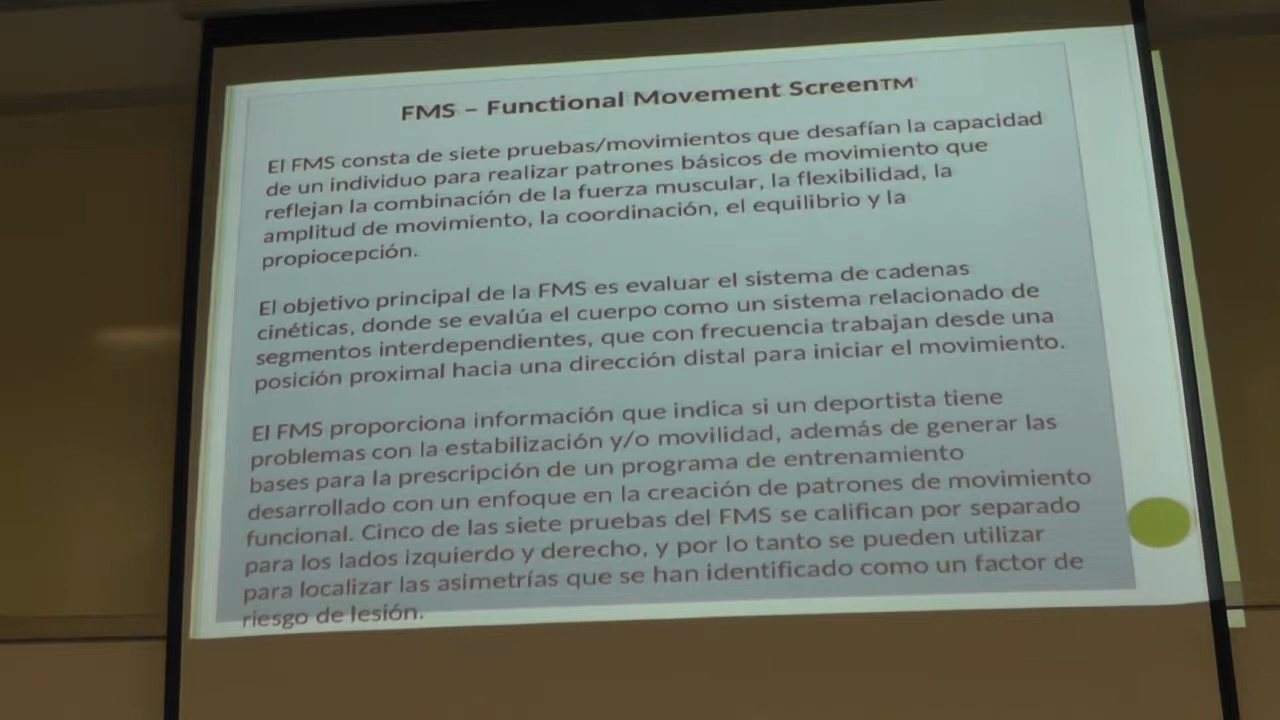 FMS – Functional Movement Screen™
El FMS consta de siete pruebas/movimientos que desafían la capacidad
de un individuo para realizar patrones básicos de movimiento que
reflejan la combinación de la fuerza muscular, la flexibilidad, la
amplitud de movimiento, la coordinación, el equilibrio y la
propiocepción.
El objetivo principal de la FMS es evaluar el sistema de cadenas
cinéticas, donde se evalúa el cuerpo como un sistema relacionado de
segmentos interdependientes, que con frecuencia trabajan desde una
posición proximal hacia una dirección distal para iniciar el movimiento.
El FMS proporciona información que indica si un deportista tiene
problemas con la estabilización y/o movilidad, además de generar las
bases para la prescripción de un programa de entrenamiento
desarrollado con un enfoque en la creación de patrones de movimiento
funcional. Cinco de las siete pruebas del FMS se califican por separado
para los lados izquierdo y derecho, y por lo tanto se pueden utilizar
para localizar las asimetrías que se han identificado como un factor de
riesgo de lesión.